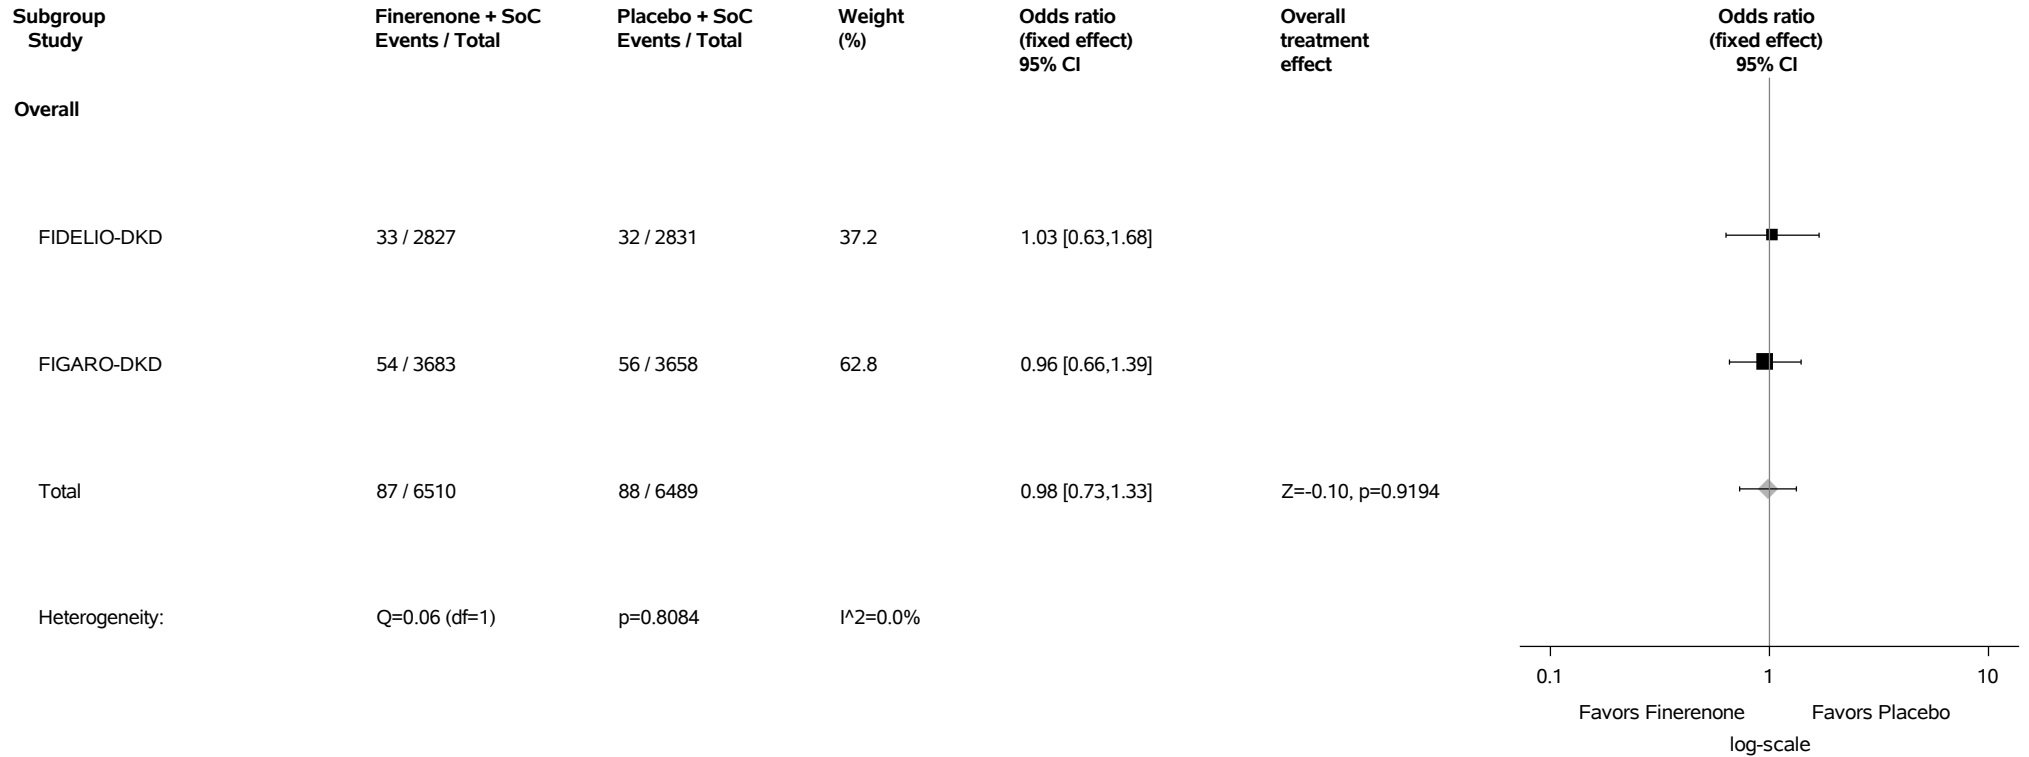 Subgroup Finerenone + SoC Placebo + SoC Weight Odds ratio Overall Odds ratio
Study Events / Total Events / Total (%) (fixed effect) treatment (fixed effect)
95% CI effect 95% CI
Overall
FIDELIO-DKD 33 / 2827 32 / 2831 37.2 1.03 [0.63,1.68]
FIGARO-DKD 54 / 3683 56 / 3658 62.8 0.96 [0.66,1.39]
Total 87 / 6510 88 / 6489 0.98 [0.73,1.33] Z=-0.10, p=0.9194
Heterogeneity: Q=0.06 (df=1) p=0.8084 I^2=0.0%
0.1 1 10
Favors Finerenone Favors Placebo
log-scale